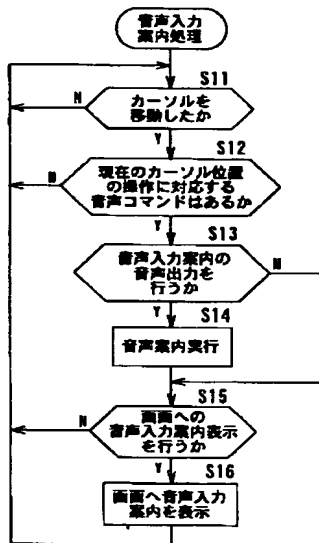 音声入力
案内処理
S11
N
カーソルを
移動したか
Y
S12
N
現在のカーソル位置
の操作に対応する
音声コマンドはあるか
Y
S13
音声入力案内の
音声出力を
行うか
N
Y
S14
音声案内実行
S15
N
画面への
音声入力案内表示
を行うか
Y
S16
画面へ音声入力
案内を表示